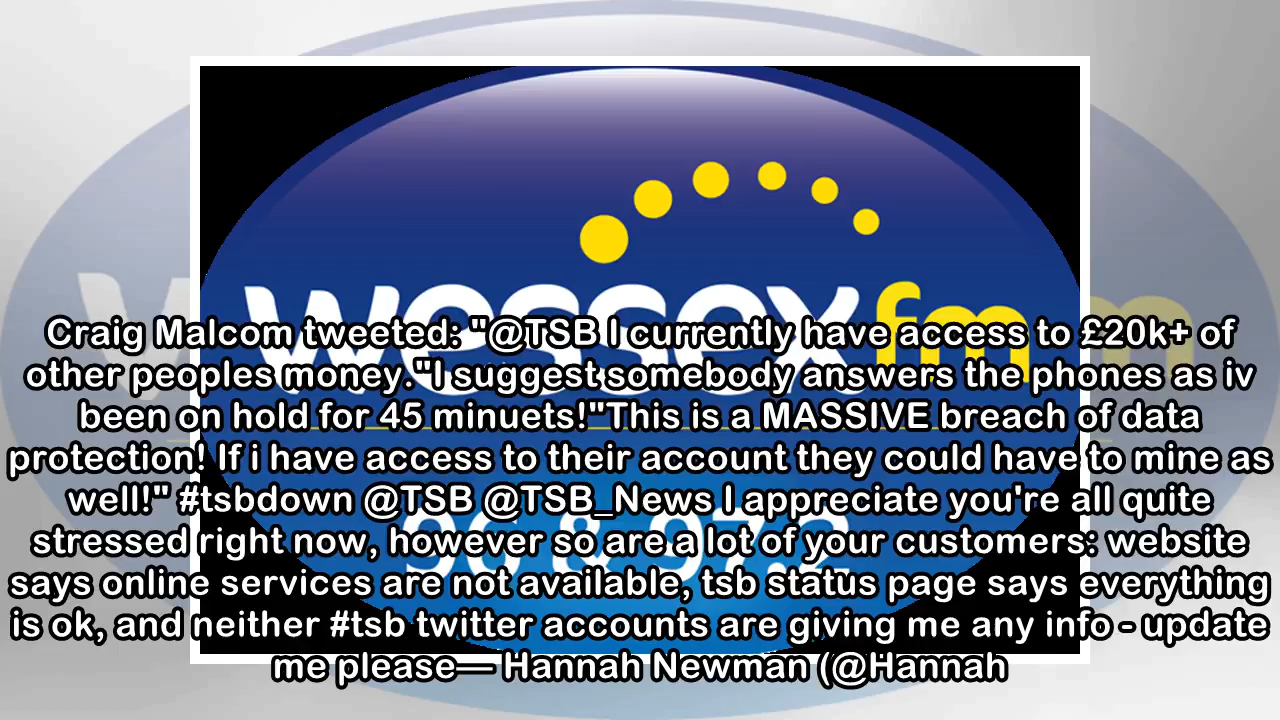 wessex fm
Craig Malcom tweeted: "@TSB I currently have access to £20k+ of
other peoples money."I suggest somebody answers the phones as iv
been on hold for 45 minuets!"This is a MASSIVE breach of data
protection! If i have access to their account they could have to mine as
well!" #tsbdown @TSB @TSB_News I appreciate you're all quite
stressed right now, however so are a lot of your customers: website
says online services are not available, tsb status page says everything
is ok, and neither #tsb twitter accounts are giving me any info - update
me please— Hannah Newman (@Hannah